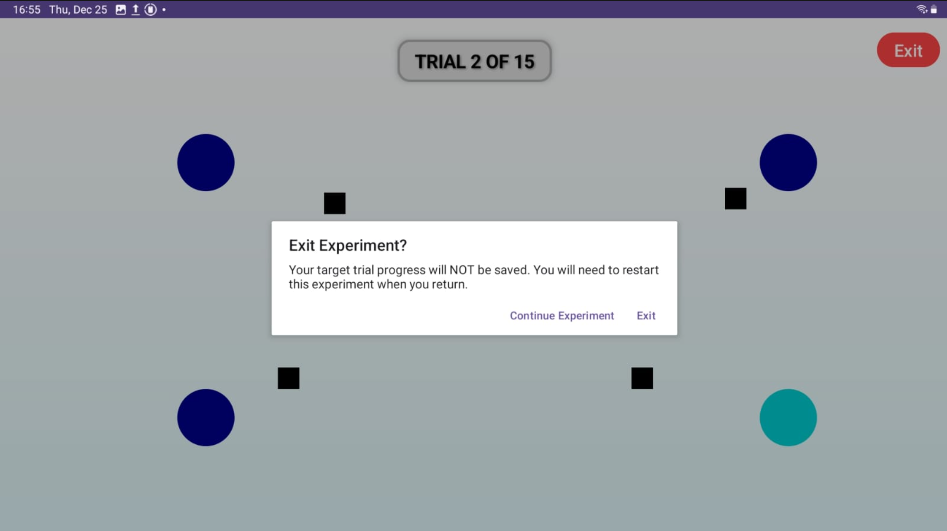 16:55 Thu, Dec 25
TRIAL 2 OF 15
Exit
Exit Experiment?
Your target trial progress will NOT be saved. You will need to restart
this experiment when you return.
Continue Experiment
Exit